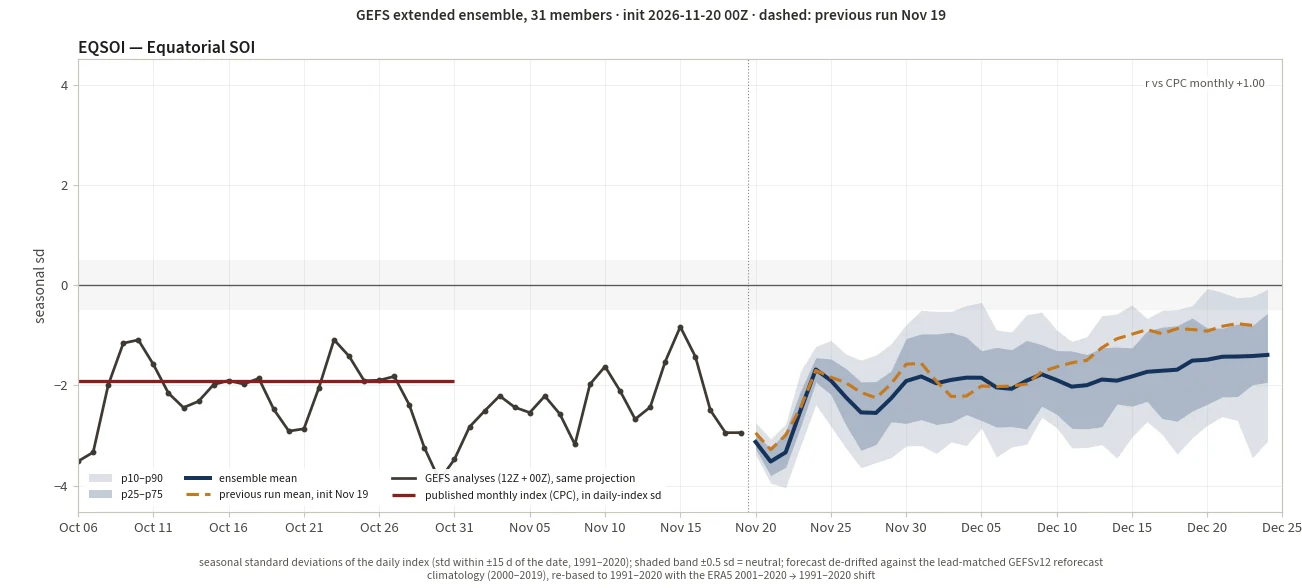 GEFS extended ensemble, 31 members · init 2026-11-20 00Z · dashed: previous run Nov 19
EQSOI — Equatorial SOI
r vs CPC monthly +1.00
seasonal sd
4
2
0
−2
−4
p10–p90
p25–p75
ensemble mean
previous run mean, init Nov 19
GEFS analyses (12Z + 00Z), same projection
published monthly index (CPC), in daily-index sd
Oct 06 Oct 11 Oct 16 Oct 21 Oct 26 Oct 31 Nov 05 Nov 10 Nov 15 Nov 20 Nov 25 Nov 30 Dec 05 Dec 10 Dec 15 Dec 20 Dec 25
seasonal standard deviations of the daily index (std within ±15 d of the date, 1991–2020); shaded band ±0.5 sd = neutral; forecast de-drifted against the lead-matched GEFSv12 reforecast
climatology (2000–2019), re-based to 1991–2020 with the ERA5 2001–2020 → 1991–2020 shift